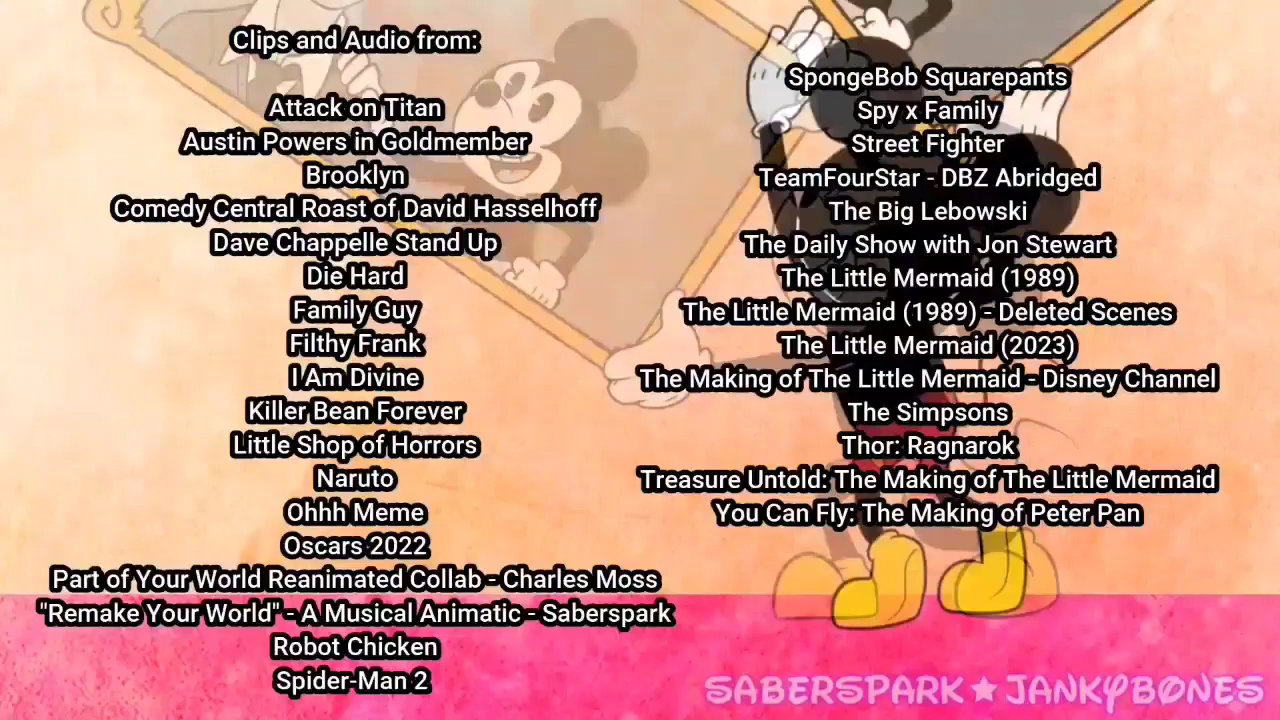 Clips and Audio from:
Attack on Titan
Austin Powers in Goldmember
Brooklyn
Comedy Central Roast of David Hasselhoff
Dave Chappelle Stand Up
Die Hard
Family Guy
Filthy Frank
I Am Divine
Killer Bean Forever
Little Shop of Horrors
Naruto
Ohhh Meme
Oscars 2022
Part of Your World Reanimated Collab - Charles Moss
"Remake Your World" - A Musical Animatic - Saberspark
Robot Chicken
Spider-Man 2
SpongeBob Squarepants
Spy x Family
Street Fighter
TeamFourStar - DBZ Abridged
The Big Lebowski
The Daily Show with Jon Stewart
The Little Mermaid (1989)
The Little Mermaid (1989) - Deleted Scenes
The Little Mermaid (2023)
The Making of The Little Mermaid - Disney Channel
The Simpsons
Thor: Ragnarok
Treasure Untold: The Making of The Little Mermaid
You Can Fly: The Making of Peter Pan
SABERSPARK ★ JANKYBONES